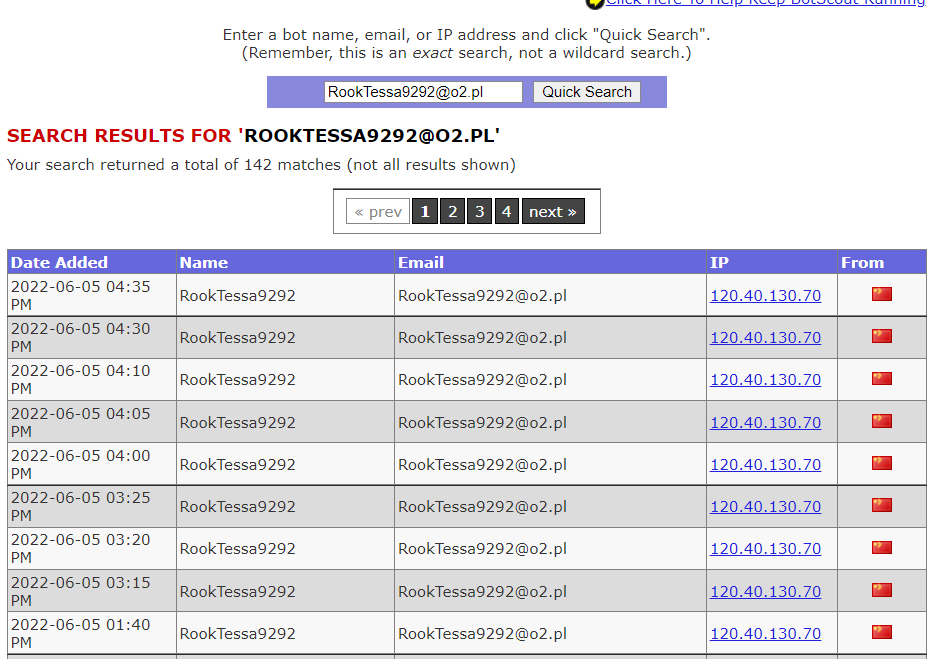 Click Here To Help Keep BotScout Running
Enter a bot name, email, or IP address and click "Quick Search".
(Remember, this is an exact search, not a wildcard search.)
RookTessa9292@o2.pl Quick Search
SEARCH RESULTS FOR 'ROOKTESSA9292@O2.PL'
Your search returned a total of 142 matches (not all results shown)
« prev 1 2 3 4 next »
Date Added Name Email IP From
2022-06-05 04:35
PM
RookTessa9292 RookTessa9292@o2.pl 120.40.130.70
2022-06-05 04:30
PM
RookTessa9292 RookTessa9292@o2.pl 120.40.130.70
2022-06-05 04:10
PM
RookTessa9292 RookTessa9292@o2.pl 120.40.130.70
2022-06-05 04:05
PM
RookTessa9292 RookTessa9292@o2.pl 120.40.130.70
2022-06-05 04:00
PM
RookTessa9292 RookTessa9292@o2.pl 120.40.130.70
2022-06-05 03:25
PM
RookTessa9292 RookTessa9292@o2.pl 120.40.130.70
2022-06-05 03:20
PM
RookTessa9292 RookTessa9292@o2.pl 120.40.130.70
2022-06-05 03:15
PM
RookTessa9292 RookTessa9292@o2.pl 120.40.130.70
2022-06-05 01:40
PM
RookTessa9292 RookTessa9292@o2.pl 120.40.130.70